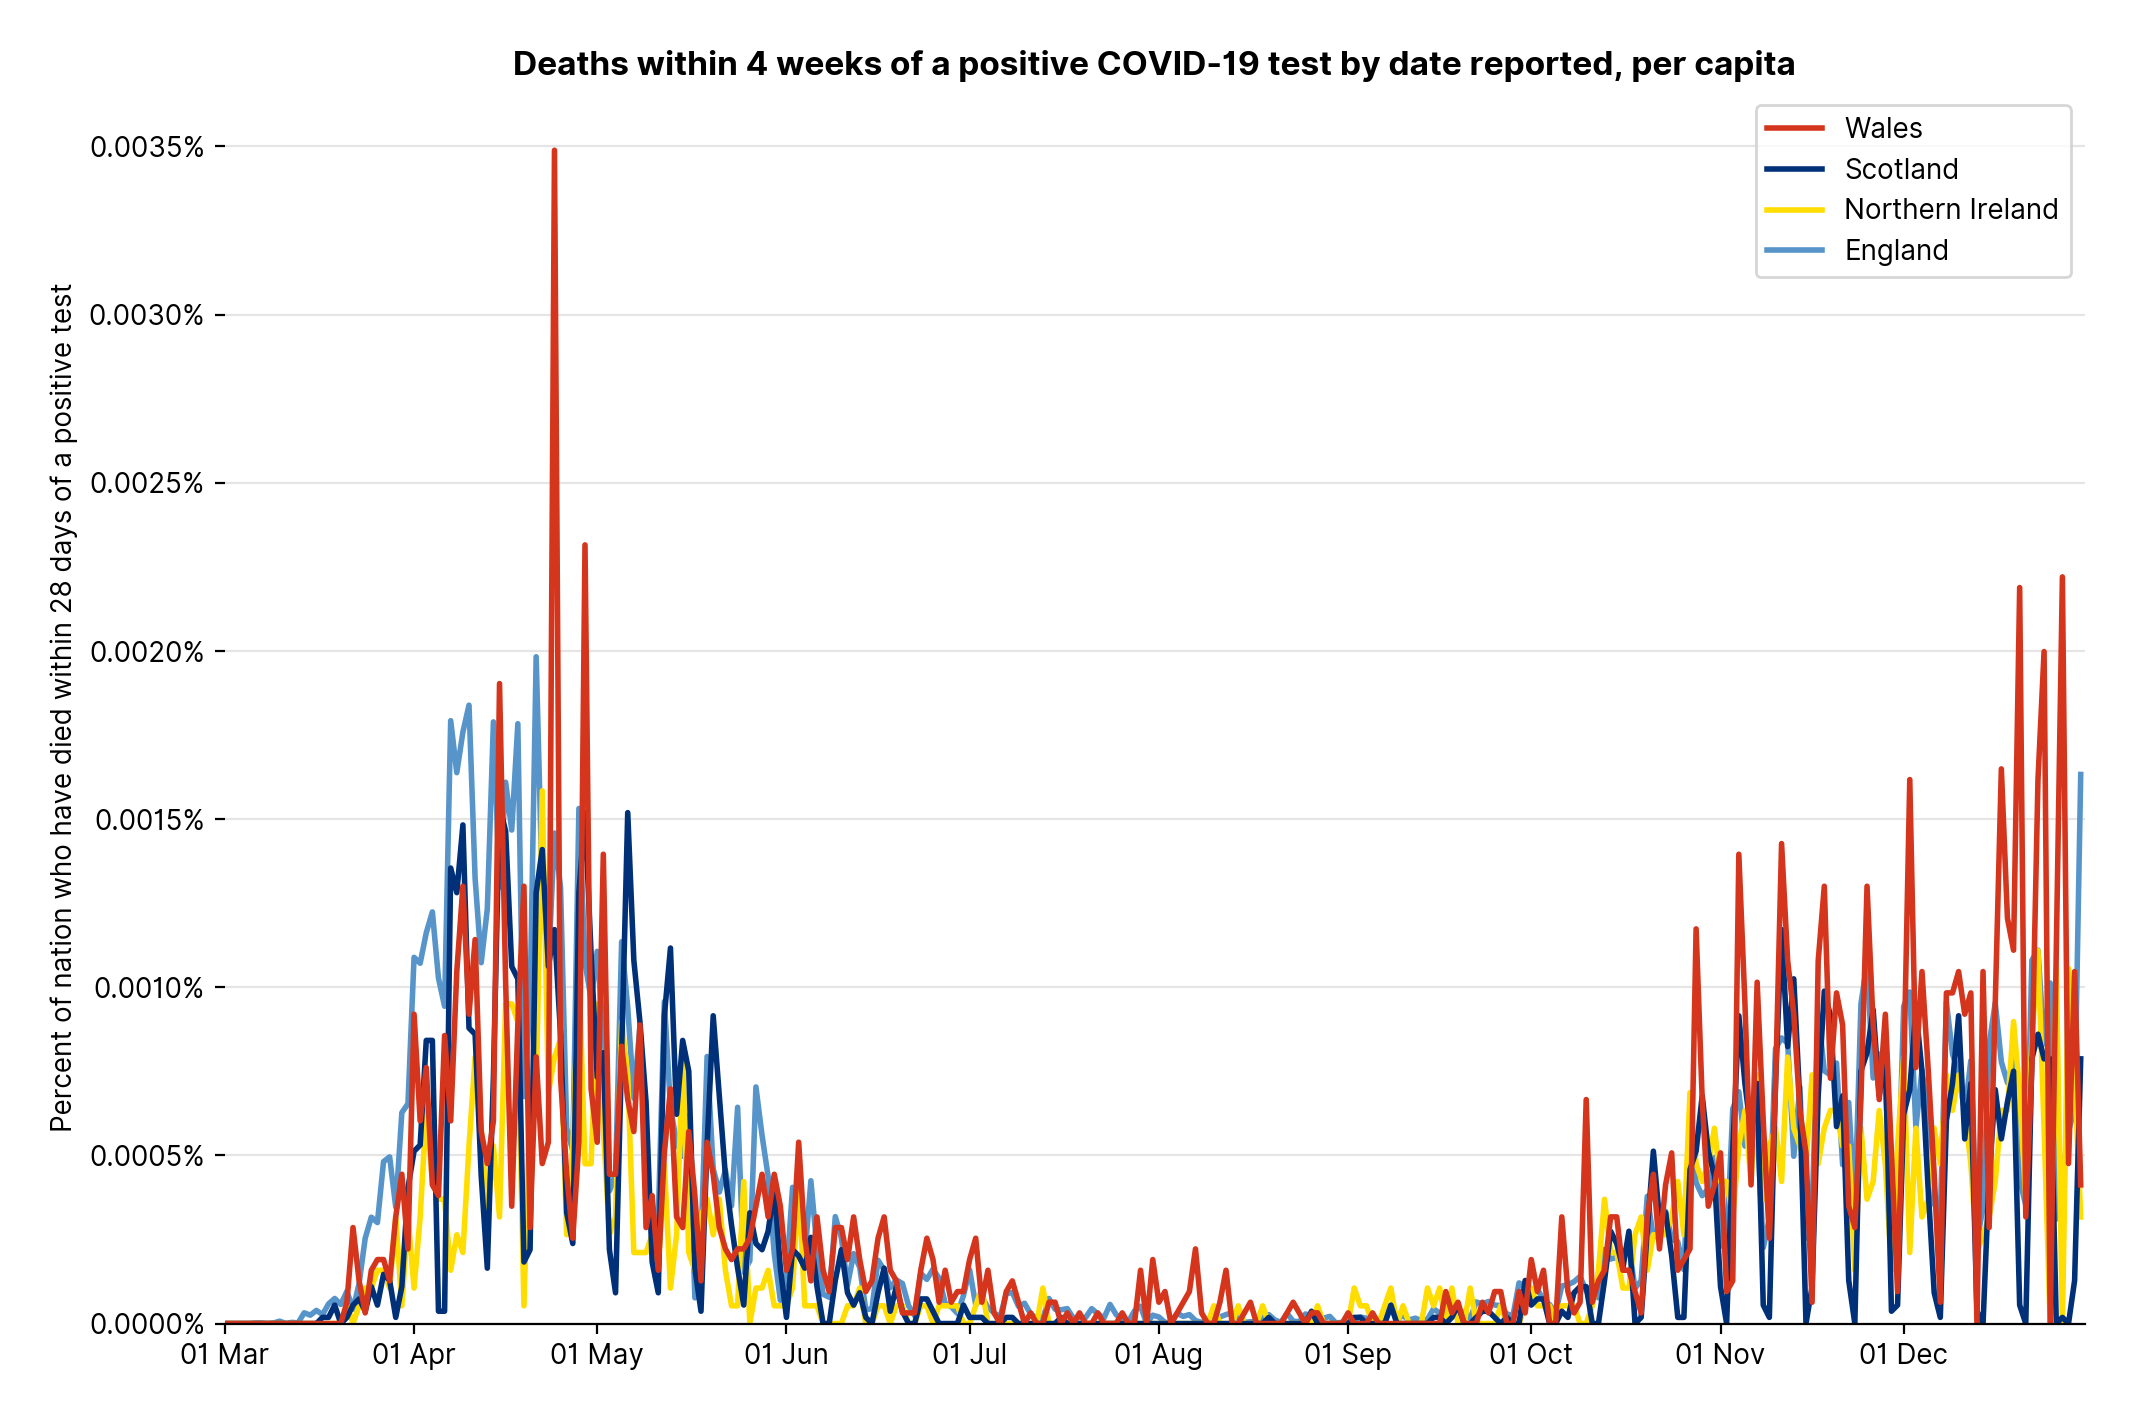 Deaths within 4 weeks of a positive COVID-19 test by date reported, per capita
Wales
Scotland
Northern Ireland
England
Percent of nation who have died within 28 days of a positive test
0.0035%
0.0030%
0.0025%
0.0020%
0.0015%
0.0010%
0.0005%
0.0000%
01 Mar
01 Apr
01 May
01 Jun
01 Jul
01 Aug
01 Sep
01 Oct
01 Nov
01 Dec